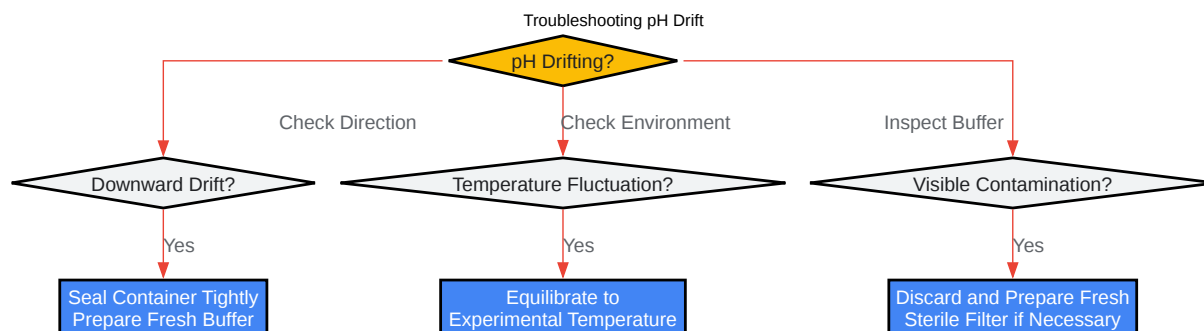 Troubleshooting pH Drift
pH Drifting?
Check Direction
Check Environment
Inspect Buffer
Downward Drift?
Temperature Fluctuation?
Visible Contamination?
Yes
Yes
Yes
Seal Container Tightly
Prepare Fresh Buffer
Equilibrate to
Experimental Temperature
Discard and Prepare Fresh
Sterile Filter if Necessary